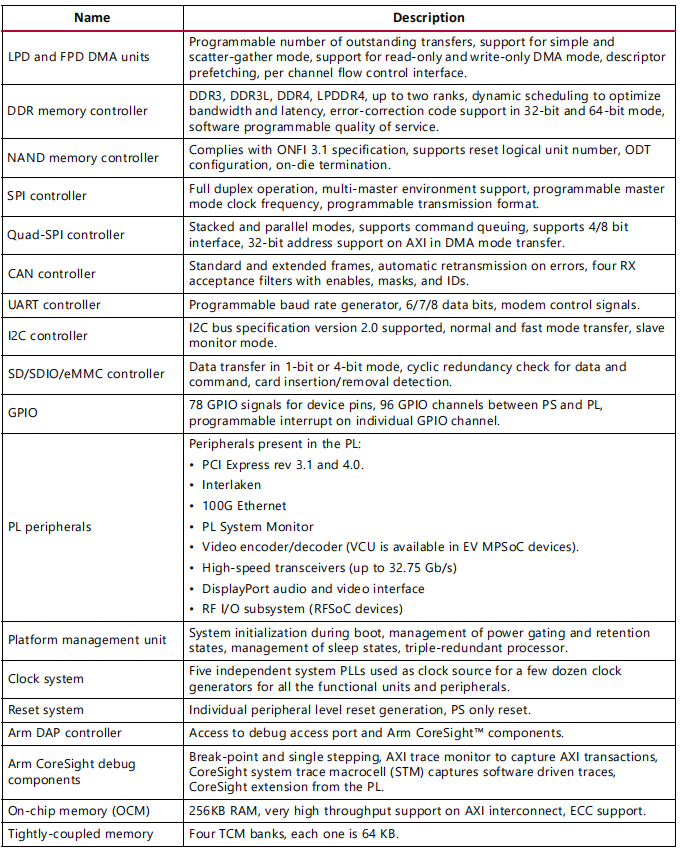 Name Description
LPD and FPD DMA units
Programmable number of outstanding transfers, support for simple and
scatter-gather mode, support for read-only and write-only DMA mode, descriptor
prefetching, per channel flow control interface.
DDR memory controller
DDR3, DDR3L, DDR4, LPDDR4, up to two ranks, dynamic scheduling to optimize
bandwidth and latency, error-correction code support in 32-bit and 64-bit mode,
software programmable quality of service.
NAND memory controller
Complies with ONFI 3.1 specification, supports reset logical unit number, ODT
configuration, on-die termination.
SPI controller
Full duplex operation, multi-master environment support, programmable master
mode clock frequency, programmable transmission format.
Quad-SPI controller
Stacked and parallel modes, supports command queuing, supports 4/8 bit
interface, 32-bit address support on AXI in DMA mode transfer.
CAN controller
Standard and extended frames, automatic retransmission on errors, four RX
acceptance filters with enables, masks, and IDs.
UART controller
Programmable baud rate generator, 6/7/8 data bits, modem control signals.
I2C controller
I2C bus specification version 2.0 supported, normal and fast mode transfer, slave
monitor mode.
SD/SDIO/eMMC controller
Data transfer in 1-bit or 4-bit mode, cyclic redundancy check for data and
command, card insertion/removal detection.
GPIO
78 GPIO signals for device pins, 96 GPIO channels between PS and PL,
programmable interrupt on individual GPIO channel.
PL peripherals
Peripherals present in the PL:
• PCI Express rev 3.1 and 4.0.
• Interlaken
• 100G Ethernet
• PL System Monitor
• Video encoder/decoder (VCU is available in EV MPSoC devices).
• High-speed transceivers (up to 32.75 Gb/s)
• DisplayPort audio and video interface
• RF I/O subsystem (RFSoC devices)
Platform management unit
System initialization during boot, management of power gating and retention
states, management of sleep states, triple-redundant processor.
Clock system
Five independent system PLLs used as clock source for a few dozen clock
generators for all the functional units and peripherals.
Reset system
Individual peripheral level reset generation, PS only reset.
Arm DAP controller
Access to debug access port and Arm CoreSight™ components.
Arm CoreSight debug
components
Break-point and single stepping, AXI trace monitor to capture AXI transactions,
CoreSight system trace macrocell (STM) captures software driven traces,
CoreSight extension from the PL.
On-chip memory (OCM)
256KB RAM, very high throughput support on AXI interconnect, ECC support.
Tightly-coupled memory
Four TCM banks, each one is 64 KB.